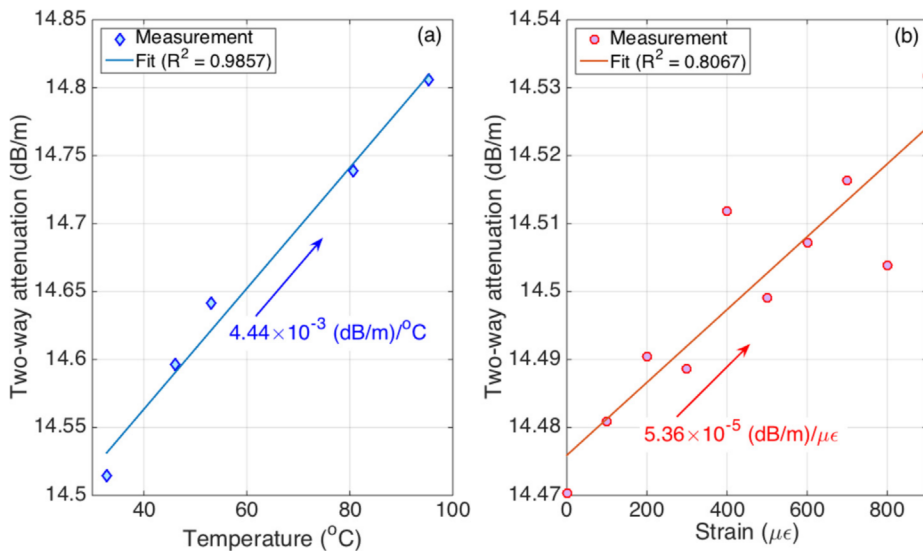 (a)
Measurement
Fit (R² = 0.9857)
14.85
14.8
14.75
14.7
14.65
14.6
14.55
14.5
Two-way attenuation (dB/m)
4.44×10⁻³ (dB/m)/°C
40 60 80 100
Temperature (°C)
(b)
Measurement
Fit (R² = 0.8067)
14.54
14.53
14.52
14.51
14.5
14.49
14.48
14.47
Two-way attenuation (dB/m)
5.36×10⁻⁵ (dB/m)/με
0 200 400 600 800
Strain (με)